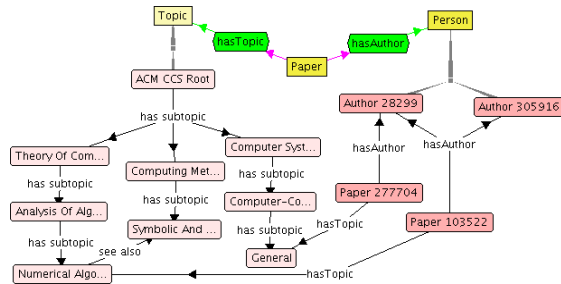 Topic
Person
hasTopic
hasAuthor
Paper
ACM CCS Root
Author 28299
Author 305916
has subtopic
Theory Of Com...
Computing Met...
Computer Syst...
hasAuthor
hasAuthor
has subtopic
has subtopic
has subtopic
Paper 277704
Analysis Of Alg...
Symbolic And ...
Computer-Co...
Paper 103522
hasTopic
has subtopic
see also
has subtopic
General
Numerical Algo...
hasTopic